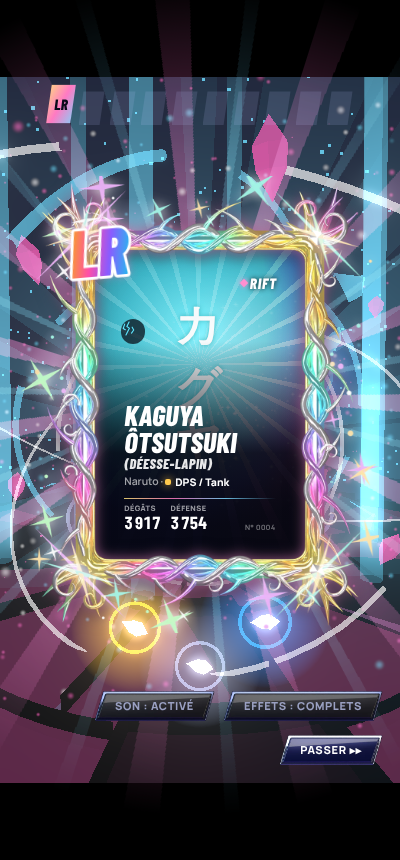 LR
LR
RIFT
カ
グ
KAGUYA
ÔTSUTSUKI
(DÉESSE-LAPIN)
Naruto · DPS / Tank
DÉGÂTS DÉFENSE
3 917 3 754
N° 0004
SON : ACTIVÉ EFFETS : COMPLETS
PASSER ▸▸